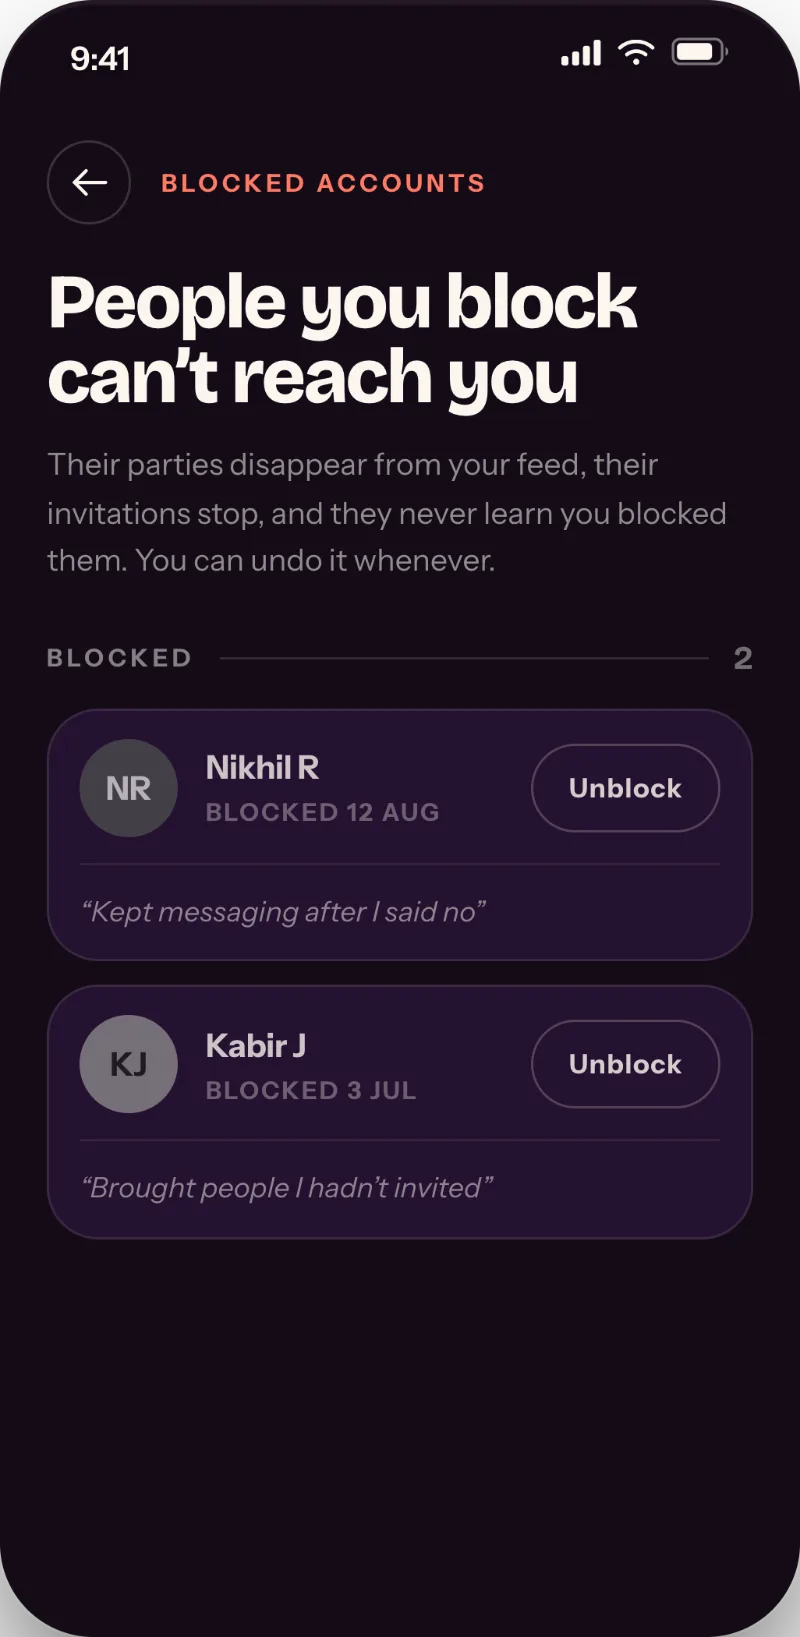 9:41
BLOCKED ACCOUNTS
People you block
can’t reach you
Their parties disappear from your feed, their
invitations stop, and they never learn you blocked
them. You can undo it whenever.
BLOCKED 2
NR Nikhil R Unblock
BLOCKED 12 AUG
“Kept messaging after I said no”
KJ Kabir J Unblock
BLOCKED 3 JUL
“Brought people I hadn’t invited”